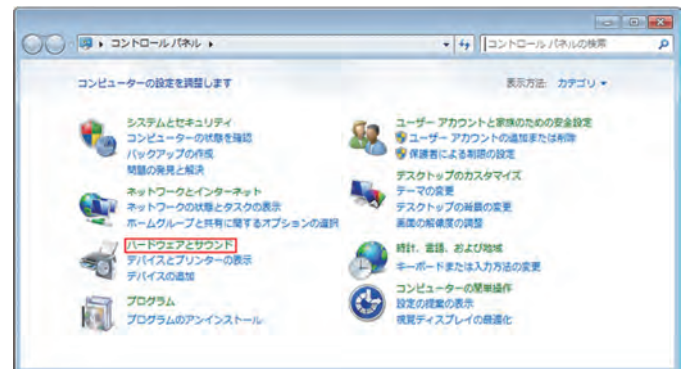 コントロール パネル
コントロール パネルの検索
コンピューターの設定を調整します
表示方法: カテゴリ
システムとセキュリティ
コンピューターの状態を確認
バックアップの作成
問題の発見と解決
ネットワークとインターネット
ネットワークの状態とタスクの表示
ホームグループと共有に関するオプションの選択
ハードウェアとサウンド
デバイスとプリンターの表示
デバイスの追加
プログラム
プログラムのアンインストール
ユーザー アカウントと家族のための安全設定
ユーザー アカウントの追加または削除
保護者による制限の設定
デスクトップのカスタマイズ
テーマの変更
デスクトップの背景の変更
画面の解像度の調整
時計、言語、および地域
キーボードまたは入力方法の変更
コンピューターの簡単操作
設定の提案の表示
視覚ディスプレイの最適化